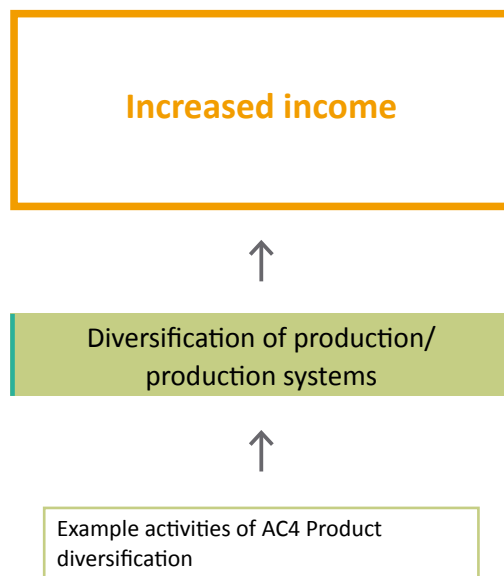 Increased income
Diversification of production/
production systems
Example activities of AC4 Product
diversification